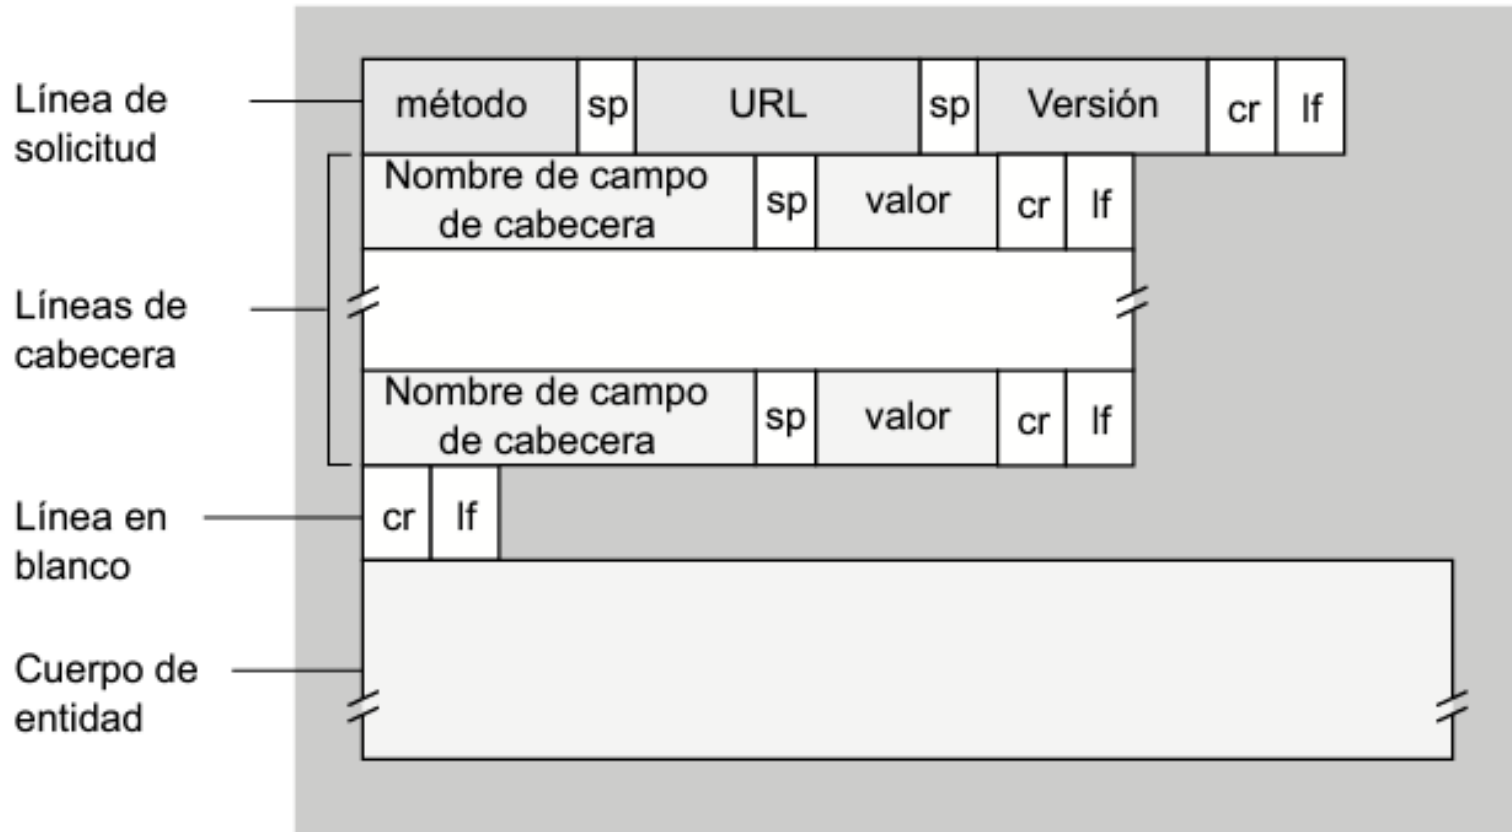 Línea de
solicitud
método sp URL sp Versión cr lf
Nombre de campo
de cabecera
sp valor cr lf
Líneas de
cabecera
Nombre de campo
de cabecera
sp valor cr lf
Línea en
blanco
cr lf
Cuerpo de
entidad